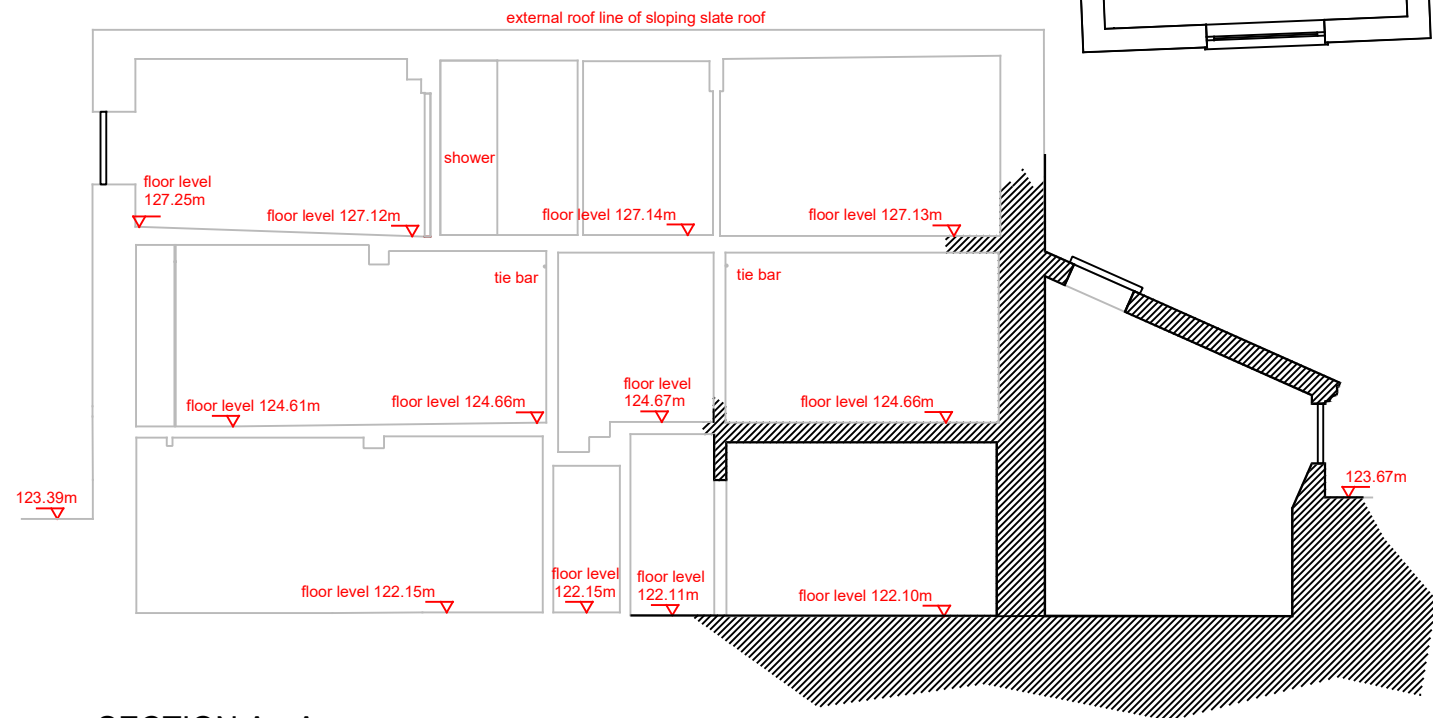 external roof line of sloping slate roof
shower
floor level
127.25m
floor level 127.12m
floor level 127.14m
floor level 127.13m
tie bar
tie bar
floor level
124.67m
floor level 124.61m
floor level 124.66m
floor level 124.66m
123.39m
123.67m
floor level
122.15m
floor level
122.11m
floor level 122.15m
floor level 122.10m